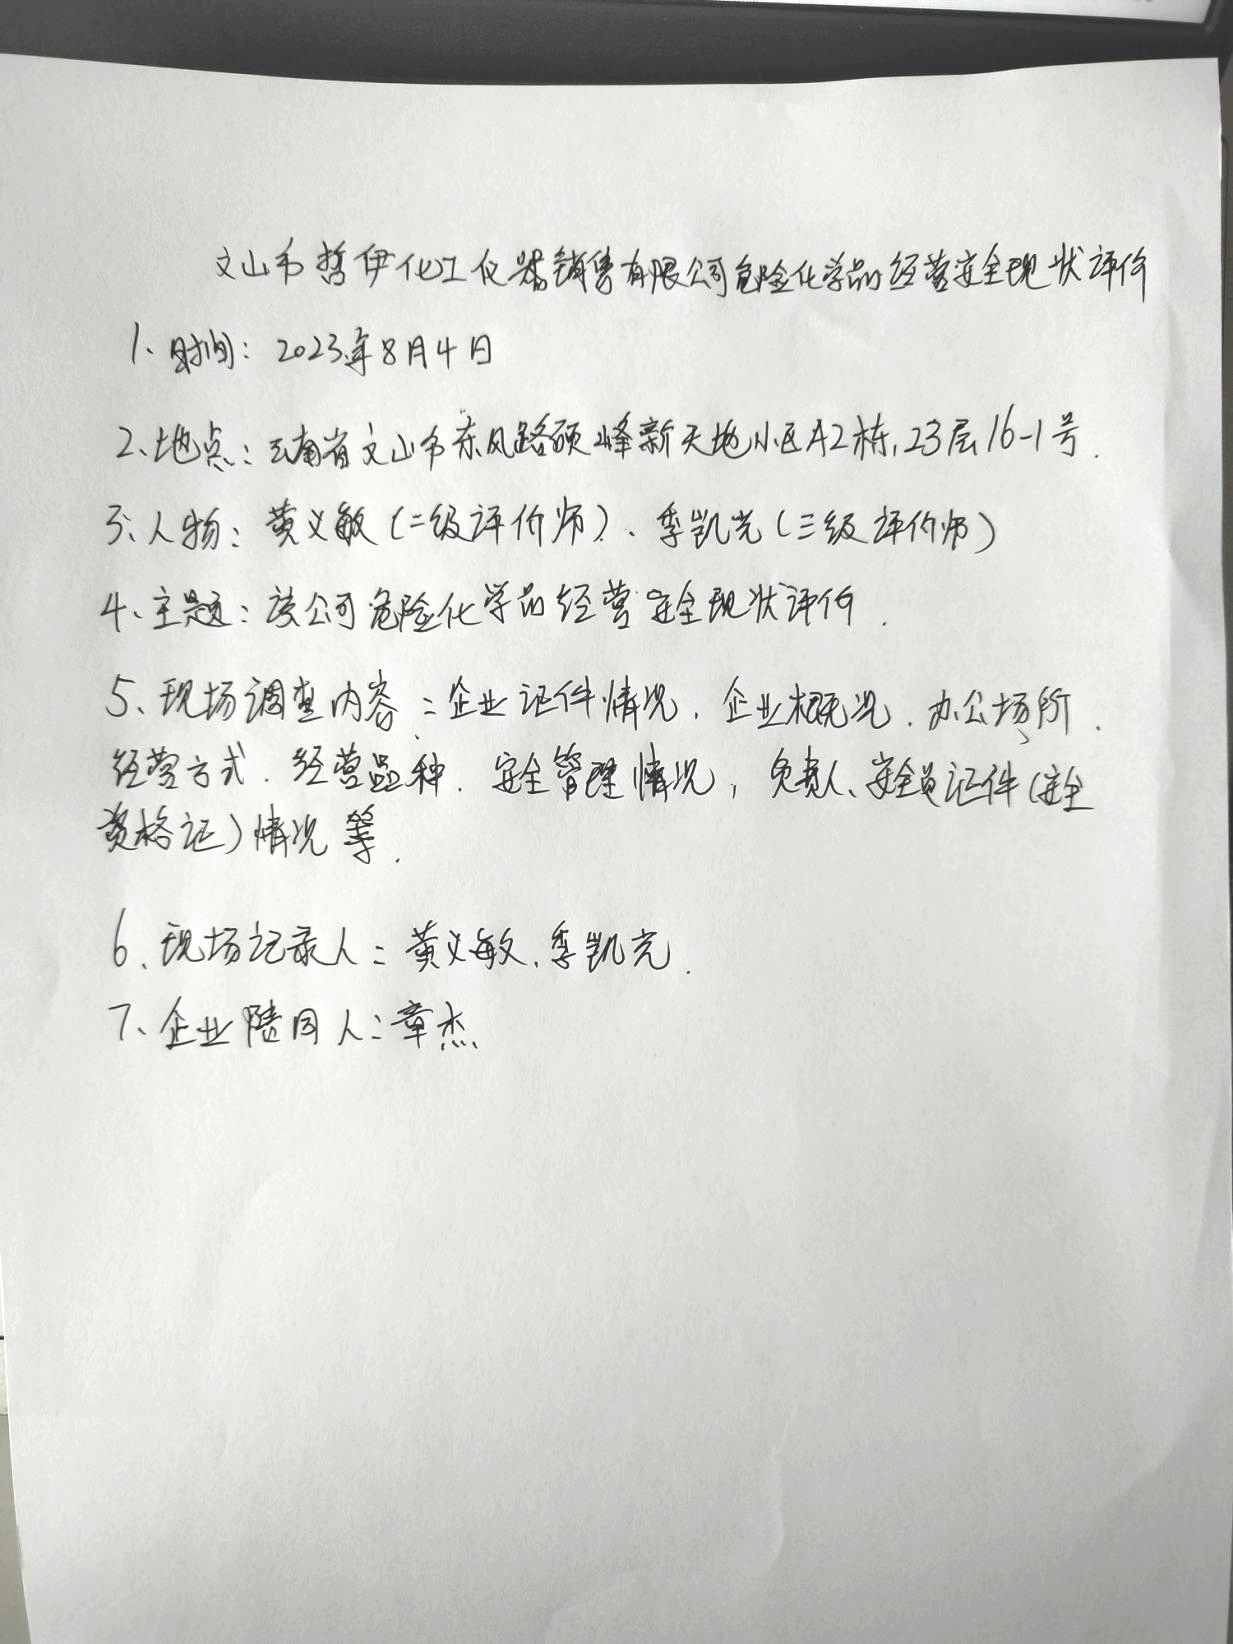 文山市哲伊化工仪器销售有限公司危险化学品经营安全现状评价
1、时间：2023年8月4日
2、地点：云南省文山市东风路硕峰新天地小区A2栋，23层16-1号．
3、人物：黄义敏（二级评价师）、季凯光（三级评价师）
4、主题：该公司危险化学品经营安全现状评价．
5、现场调查内容：企业证件情况、企业概况、办公场所、
经营方式、经营品种、安全管理情况，负责人、安全员证件（安全
资格证）情况等．
6、现场记录人：黄义敏、季凯光．
7、企业陪同人：章杰